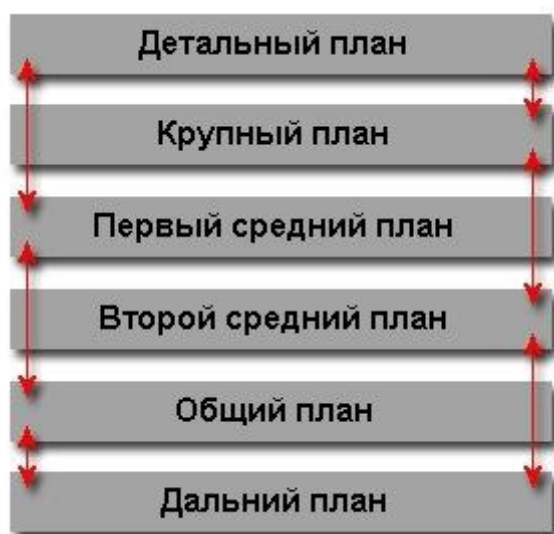 Детальный план
Крупный план
Первый средний план
Второй средний план
Общий план
Дальний план